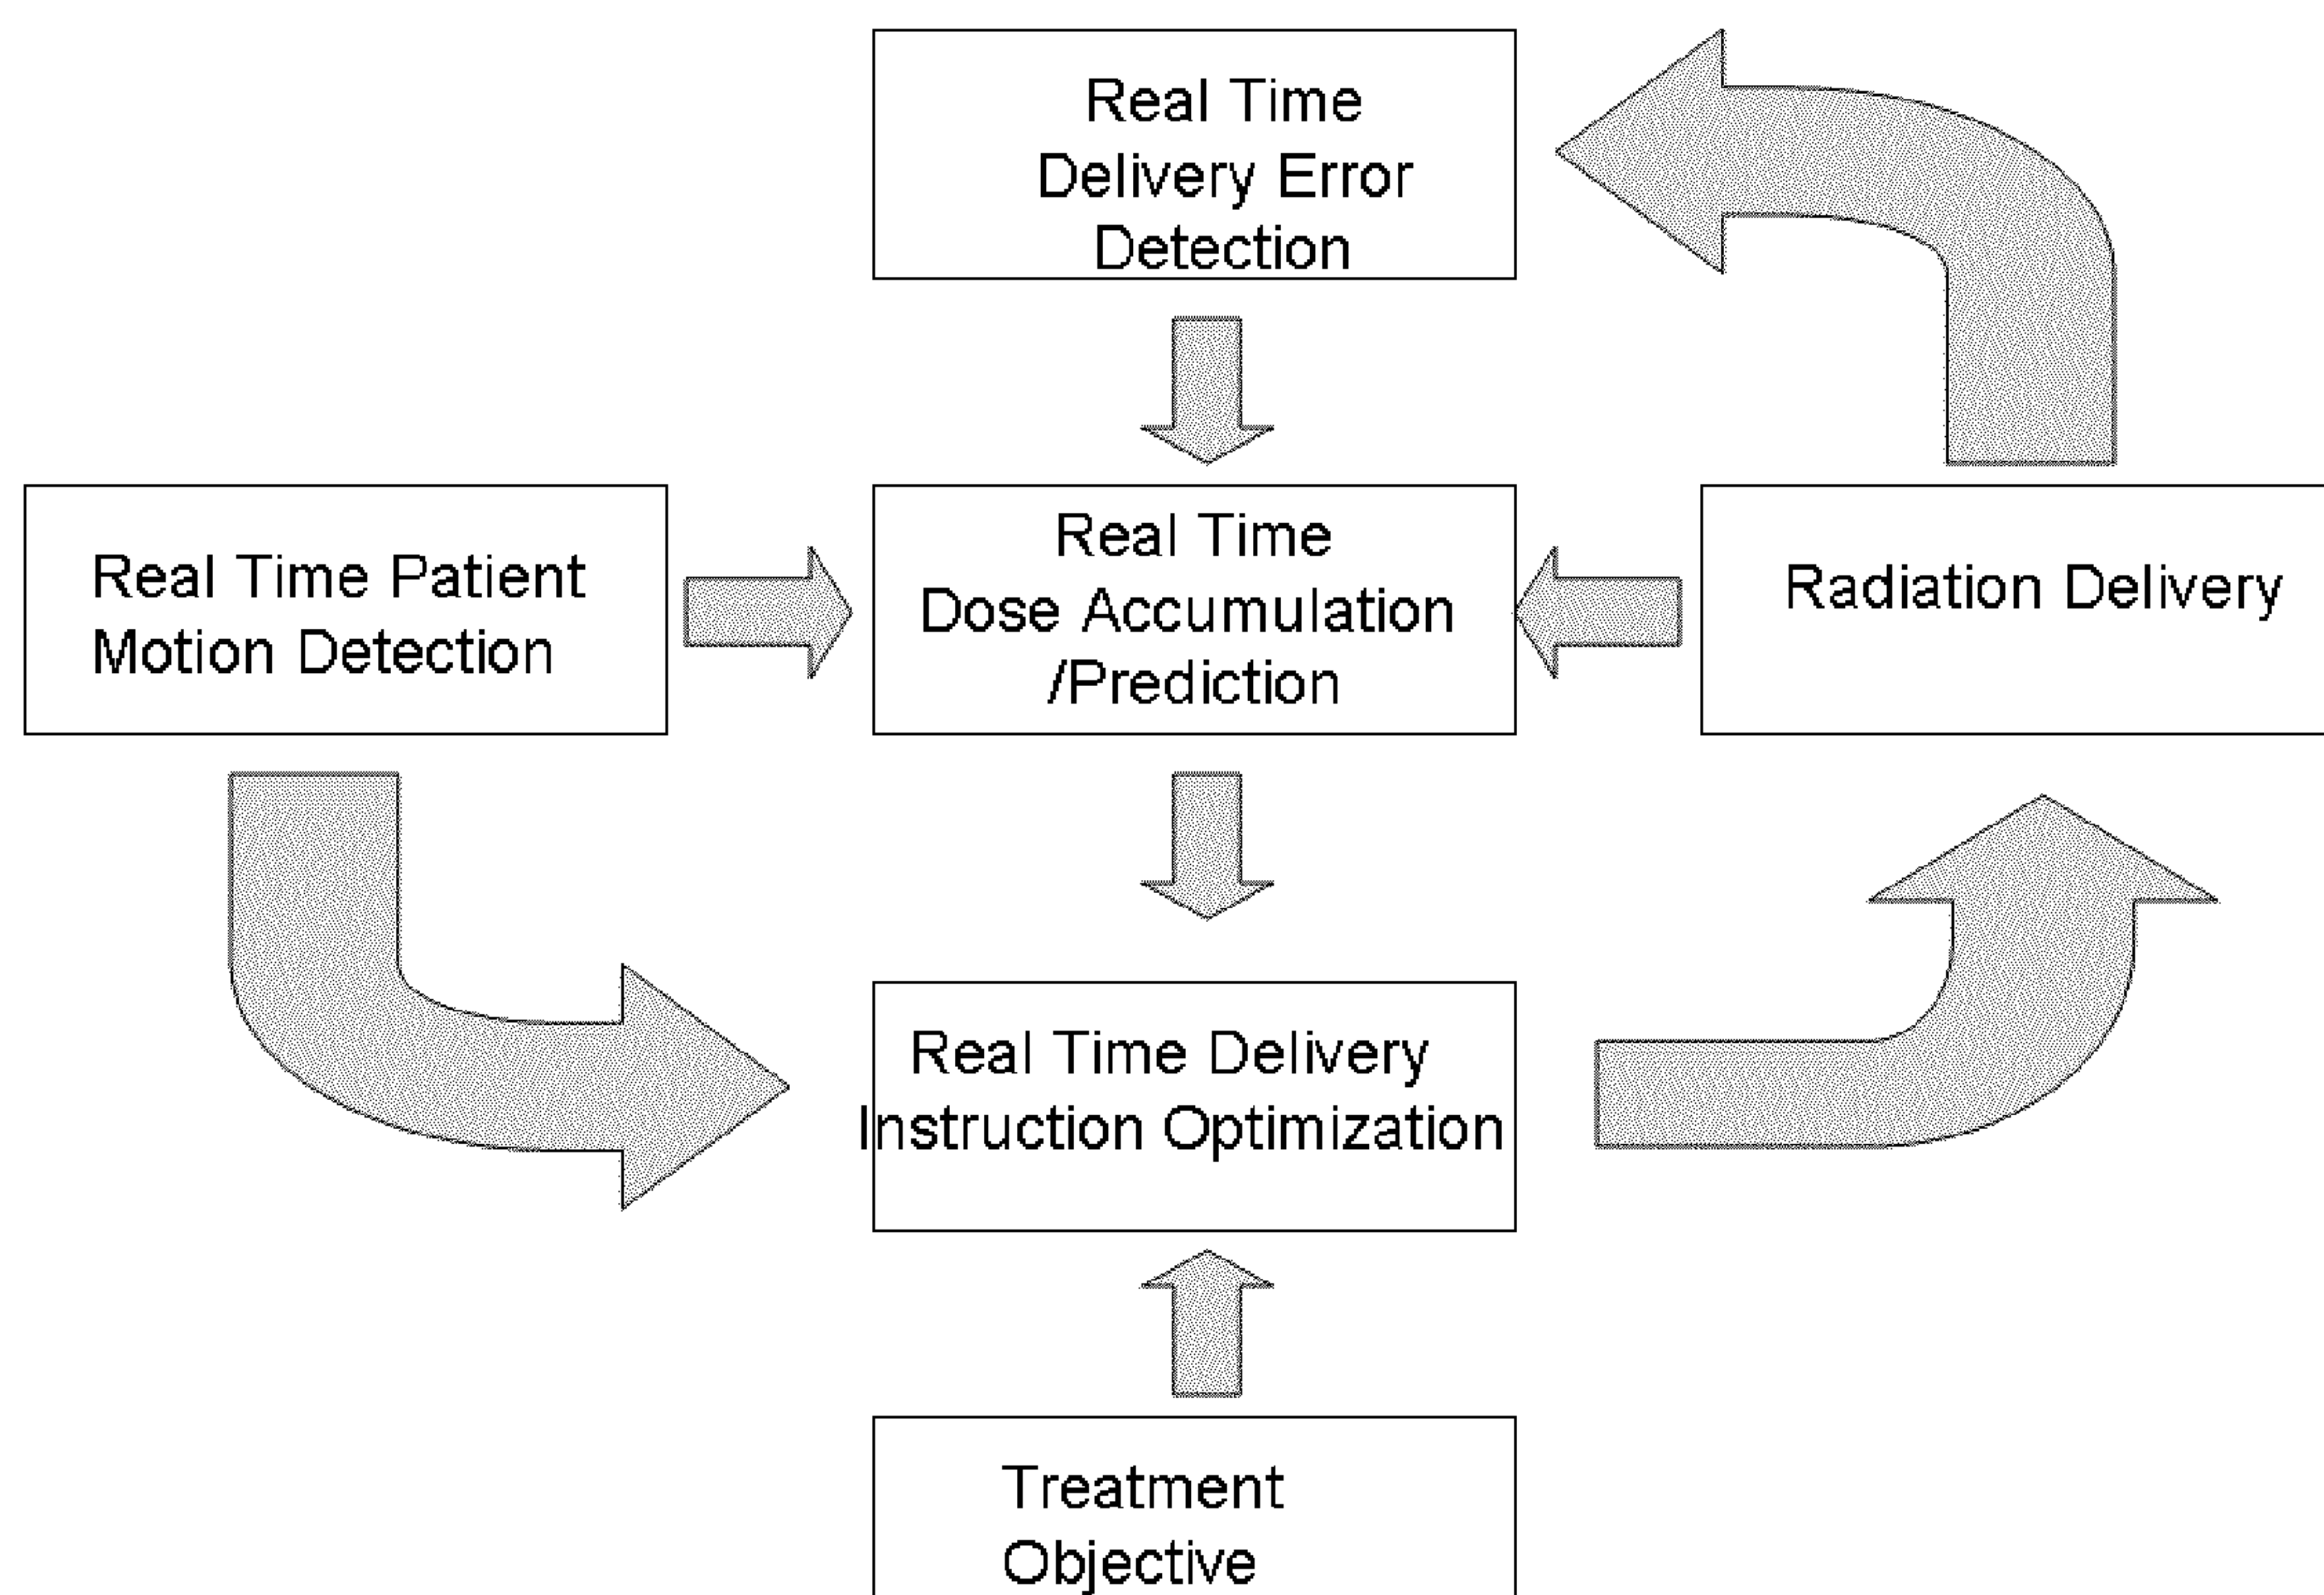 Real Time
Delivery Error
Detection
Real Time Patient
Motion Detection
Real Time
Dose Accumulation
/Prediction
Radiation Delivery
Real Time Delivery
Instruction Optimization
Treatment
Objective